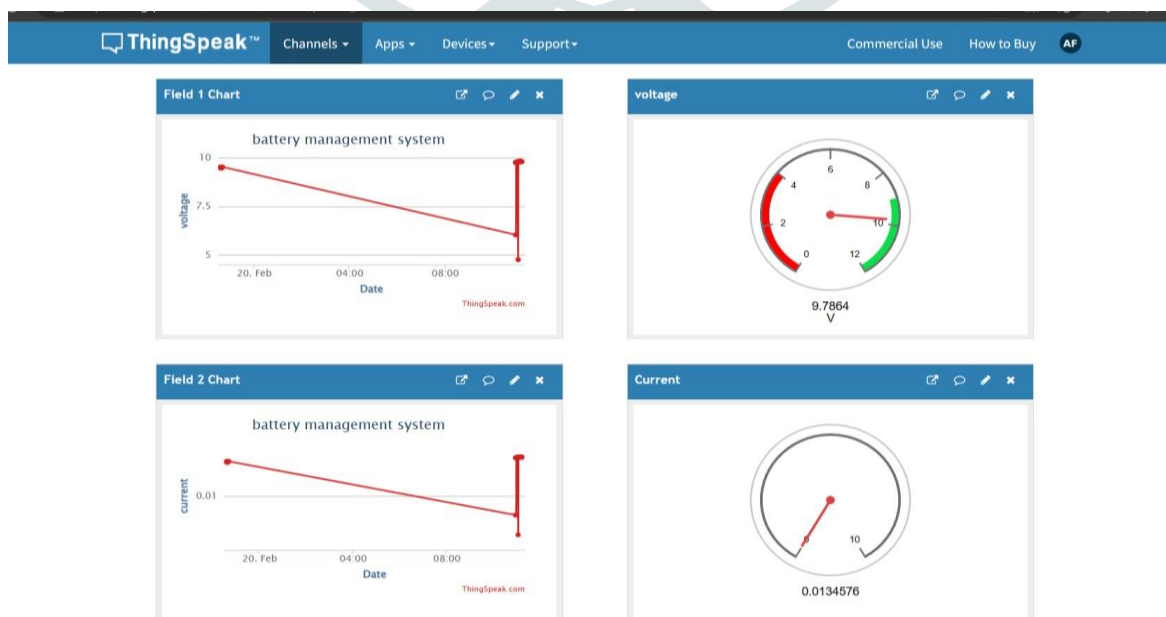 ThingSpeak™ Channels Apps Devices Support Commercial Use How to Buy AF
Field 1 Chart
battery management system
10
7.5
5
voltage
20. Feb 04:00 08:00
Date
ThingSpeak.com
voltage
0 2 4 6 8 10 12
9.7864
V
Field 2 Chart
battery management system
0.01
current
20. Feb 04:00 08:00
Date
ThingSpeak.com
Current
0 10
0.0134576